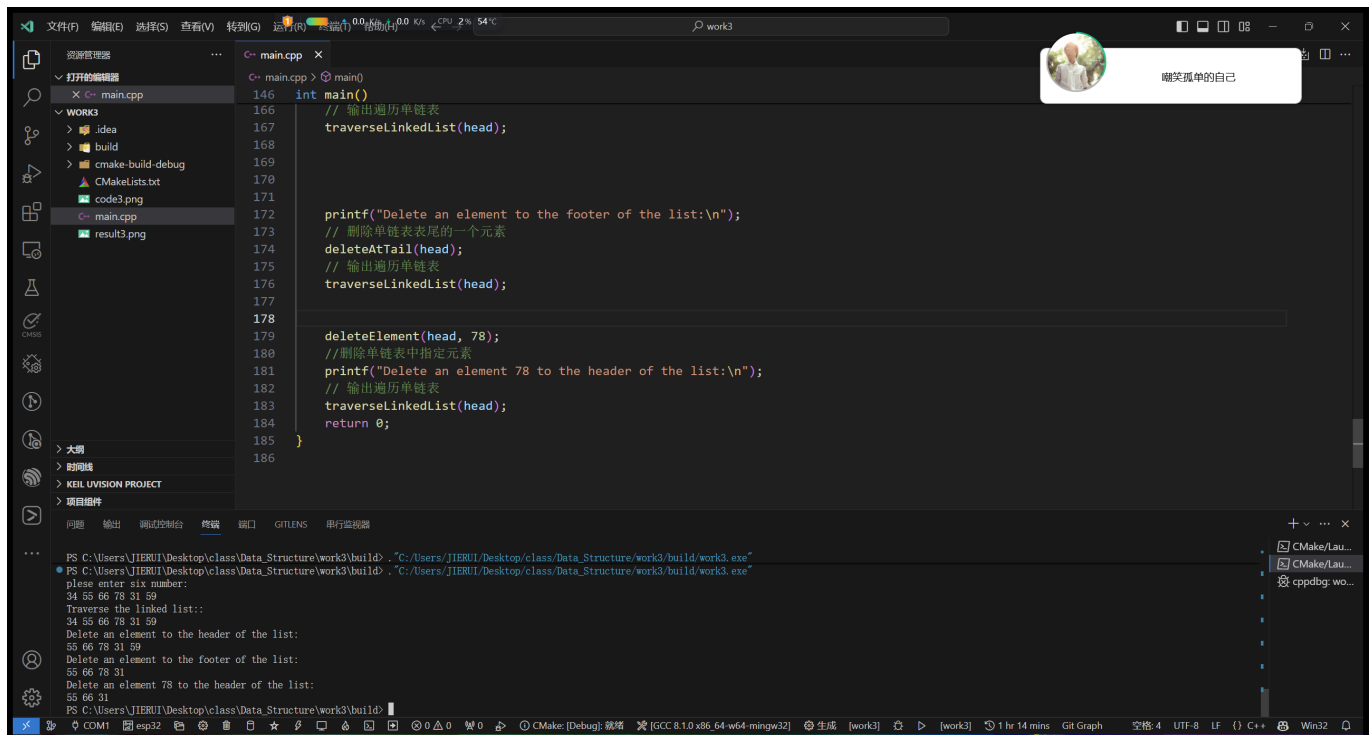 文件(F) 编辑(E) 选择(S) 查看(V) 转到(G) 运行(R) 终端(T) 帮助(H) 0.0 K/s 0.0 K/s CPU 2% 54°C work3
资源管理器
打开的编辑器
main.cpp
WORK3
.idea
build
cmake-build-debug
CMakeLists.txt
code3.png
main.cpp
result3.png
大纲
时间线
KEIL UVISION PROJECT
项目组件
CMSIS
main.cpp
main.cpp > main()
嘲笑孤单的自己
146 int main()
166 // 输出遍历单链表
167 traverseLinkedList(head);
168
169
170
171
172 printf("Delete an element to the footer of the list:\n");
173 // 删除单链表表尾的一个元素
174 deleteAtTail(head);
175 // 输出遍历单链表
176 traverseLinkedList(head);
177
178
179 deleteElement(head, 78);
180 //删除单链表中指定元素
181 printf("Delete an element 78 to the header of the list:\n");
182 // 输出遍历单链表
183 traverseLinkedList(head);
184 return 0;
185 }
186
问题 输出 调试控制台 终端 端口 GITLENS 串行监视器
PS C:\Users\JIERUI\Desktop\class\Data_Structure\work3\build> ."C:/Users/JIERUI/Desktop/class/Data_Structure/work3/build/work3.exe"
PS C:\Users\JIERUI\Desktop\class\Data_Structure\work3\build> ."C:/Users/JIERUI/Desktop/class/Data_Structure/work3/build/work3.exe"
plese enter six number:
34 55 66 78 31 59
Traverse the linked list::
34 55 66 78 31 59
Delete an element to the header of the list:
55 66 78 31 59
Delete an element to the footer of the list:
55 66 78 31
Delete an element 78 to the header of the list:
55 66 31
PS C:\Users\JIERUI\Desktop\class\Data_Structure\work3\build>
CMake/Lau...
CMake/Lau...
cppdbg: wo...
COM1 esp32 0 0 0 CMake: [Debug]: 就绪 [GCC 8.1.0 x86_64-w64-mingw32] 生成 [work3] [work3] 1 hr 14 mins Git Graph 空格: 4 UTF-8 LF {} C++ Win32